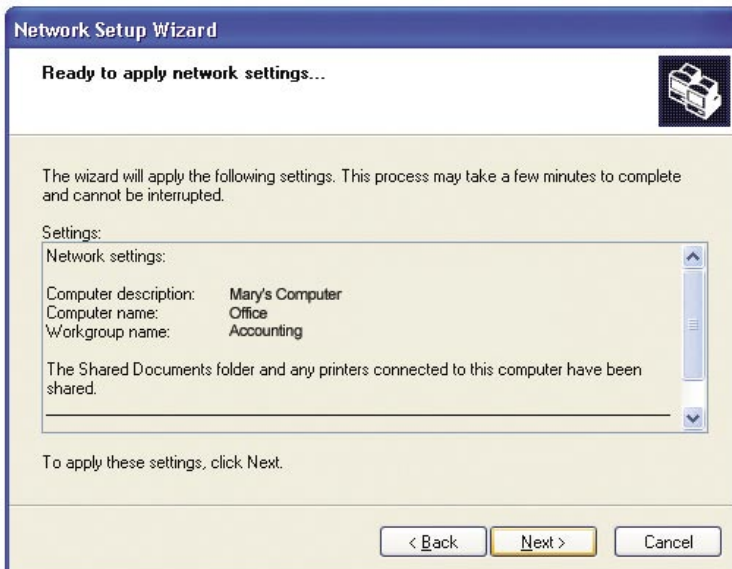 Network Setup Wizard
Ready to apply network settings...
The wizard will apply the following settings. This process may take a few minutes to complete
and cannot be interrupted.
Settings:
Network settings:
Computer description: Mary's Computer
Computer name: Office
Workgroup name: Accounting
The Shared Documents folder and any printers connected to this computer have been
shared.
To apply these settings, click Next.
< Back Next > Cancel